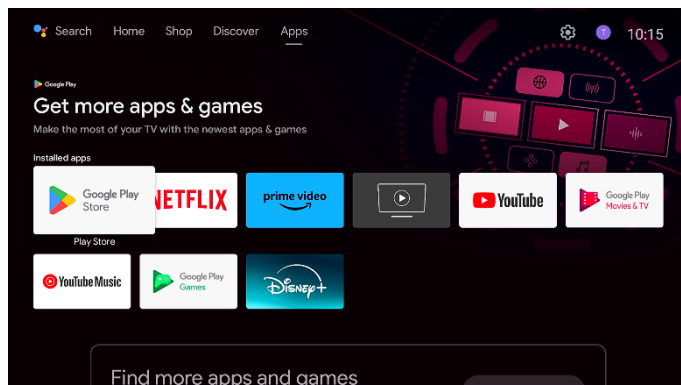 Search Home Shop Discover Apps
T 10:15
Google Play
Get more apps & games
Make the most of your TV with the newest apps & games
Installed apps
Google Play
Store
NETFLIX
prime video
YouTube
Google Play
Movies & TV
Play Store
YouTube Music
Google Play
Games
Disney+
Find more apps and games